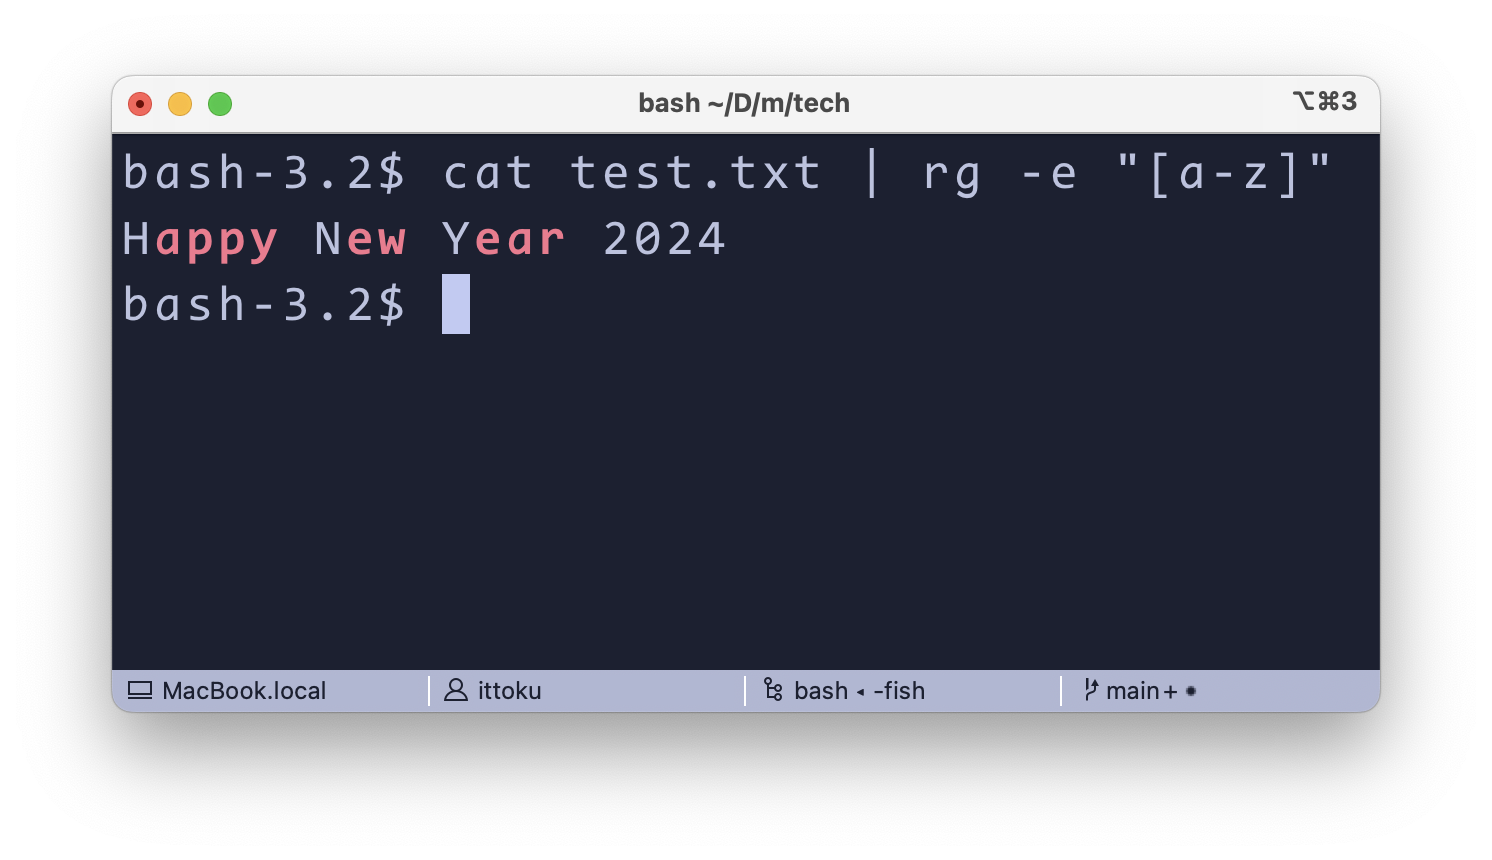 bash ~/D/m/tech
⌥⌘3
bash-3.2$ cat test.txt | rg -e "[a-z]"
Happy New Year 2024
bash-3.2$
MacBook.local
ittoku
bash ◂ -fish
main+ ●